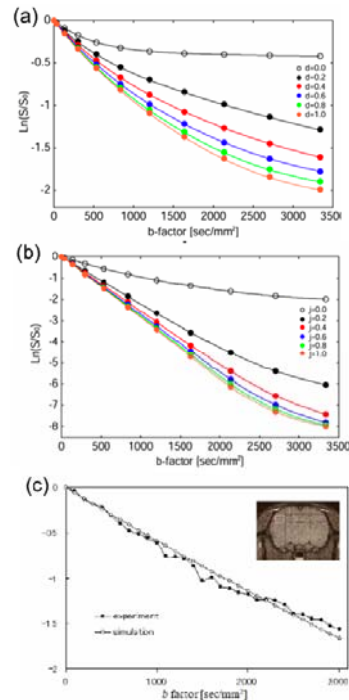 (a)
Ln(S/S₀)
0
-0.5
-1
-1.5
-2
d=0.0
d=0.2
d=0.4
d=0.6
d=0.8
d=1.0
0 500 1000 1500 2000 2500 3000 3500
b-factor [sec/mm²]
(b)
Ln(S/S₀)
-0
-1
-2
-3
-4
-5
-6
-7
-8
j=0.0
j=0.2
j=0.4
j=0.6
j=0.8
j=1.0
0 500 1000 1500 2000 2500 3000 3500
b-factor [sec/mm²]
(c)
-1
-2
experiment
simulation
0 1000 2000 3000
b factor [sec/mm²]